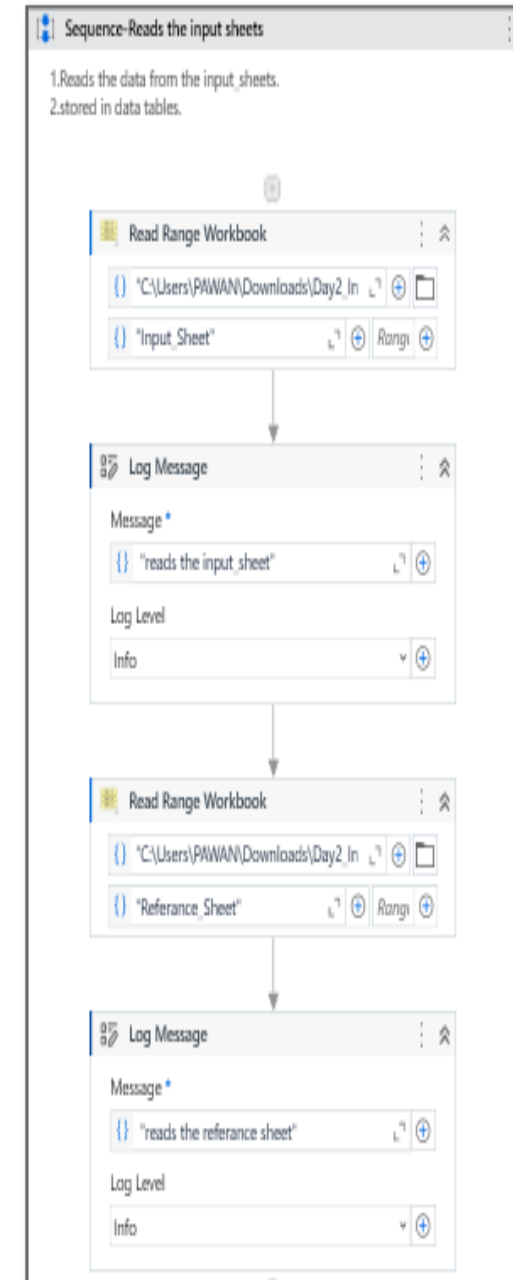 Sequence-Reads the input sheets
1.Reads the data from the input_sheets.
2.stored in data tables.
Read Range Workbook
"C:\Users\PAWAN\Downloads\Day2_In
"Input_Sheet" Rang
Log Message
Message *
"reads the input_sheet"
Log Level
Info
Read Range Workbook
"C:\Users\PAWAN\Downloads\Day2_In
"Referance_Sheet" Rang
Log Message
Message *
"reads the referance sheet"
Log Level
Info